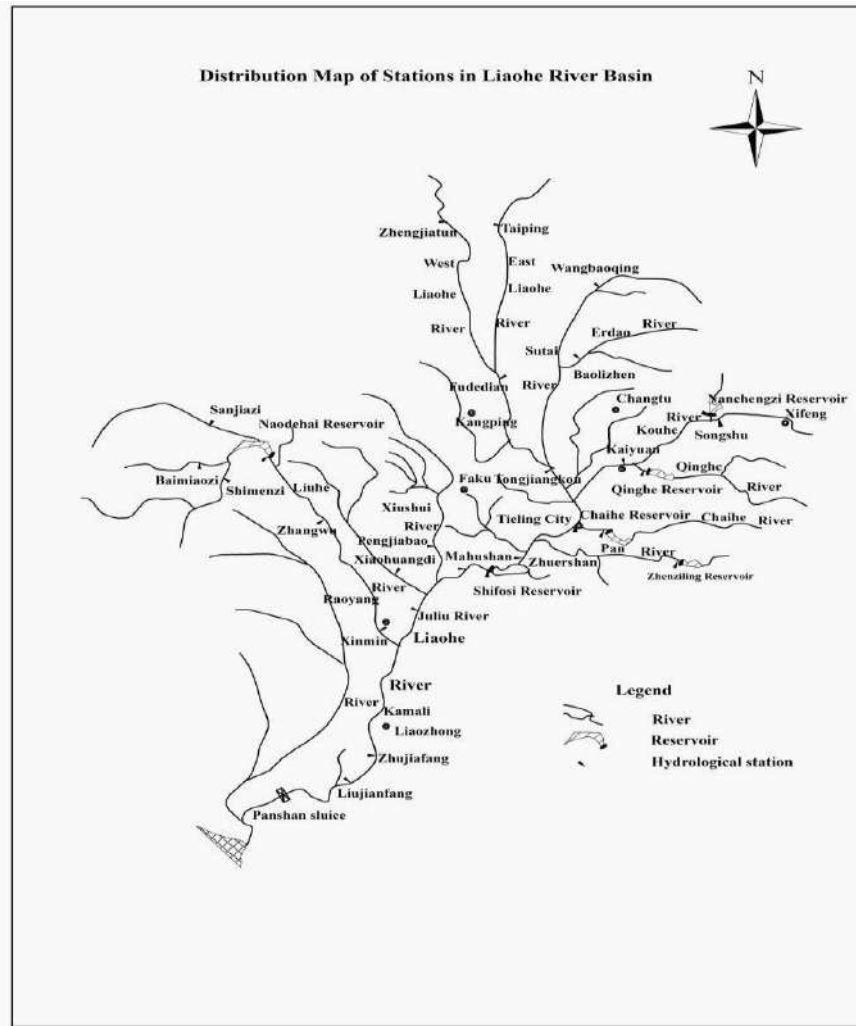 Distribution Map of Stations in Liaohe River Basin
N
Zhengjiatun
Taiping
West
East
Wangbaoqing
Liaohe
Liaohe
River
River
Erdan
River
Sutai
Baolizhen
Fudedian
River
Changtu
Nanchengzi Reservoir
Sanjiazi
Kangping
River
Xifeng
Naodehai Reservoir
Kouhe
Songshu
Kaiyuan
Baimiaozi
Shimenzi
Liuhe
Faku
Tongjiangkou
Qinghe
Xiushui
Qinghe Reservoir
River
Zhangwu
River
Tieling City
Chaihe Reservoir
Chaihe
River
Pengjiabao
Mahushan
Pan
River
Xiaohuangdi
Zhuershan
Zhenziling Reservoir
River
Shifosi Reservoir
Raoyang
Juliu River
Xinmin
Liaohe
River
Legend
River
Kamali
River
Liaozhong
Reservoir
Zhujiafang
Hydrological station
Liujianfang
Panshan sluice